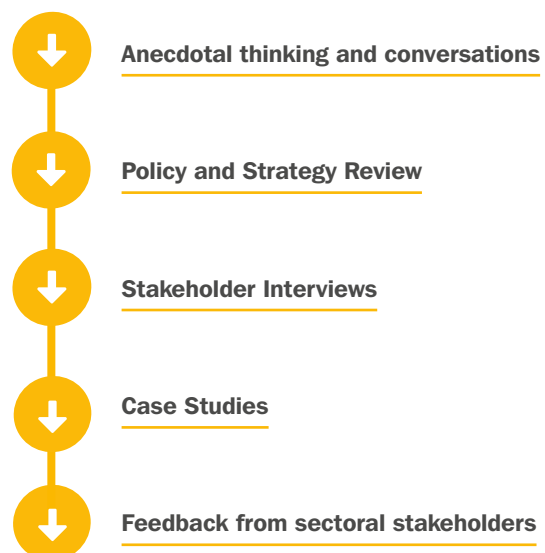 Anecdotal thinking and conversations
Policy and Strategy Review
Stakeholder Interviews
Case Studies
Feedback from sectoral stakeholders